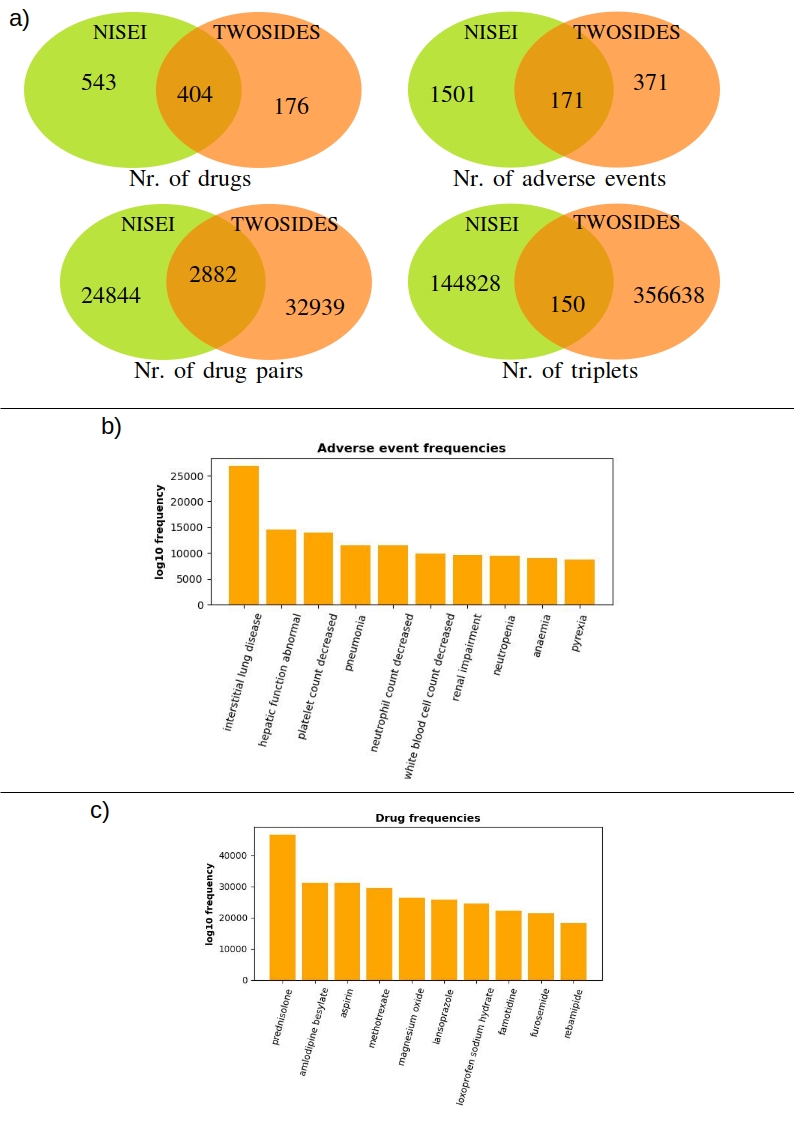 a)
NISEI TWOSIDES
543 404 176
Nr. of drugs
NISEI TWOSIDES
1501 171 371
Nr. of adverse events
NISEI TWOSIDES
24844 2882 32939
Nr. of drug pairs
NISEI TWOSIDES
144828 150 356638
Nr. of triplets
b)
Adverse event frequencies
log10 frequency
25000
20000
15000
10000
5000
0
interstitial lung disease
hepatic function abnormal
platelet count decreased
pneumonia
neutrophil count decreased
white blood cell count decreased
renal impairment
neutropenia
anaemia
pyrexia
c)
Drug frequencies
log10 frequency
40000
30000
20000
10000
0
prednisolone
amlodipine besylate
aspirin
methotrexate
magnesium oxide
lansoprazole
loxoprofen sodium hydrate
famotidine
furosemide
rebamipide